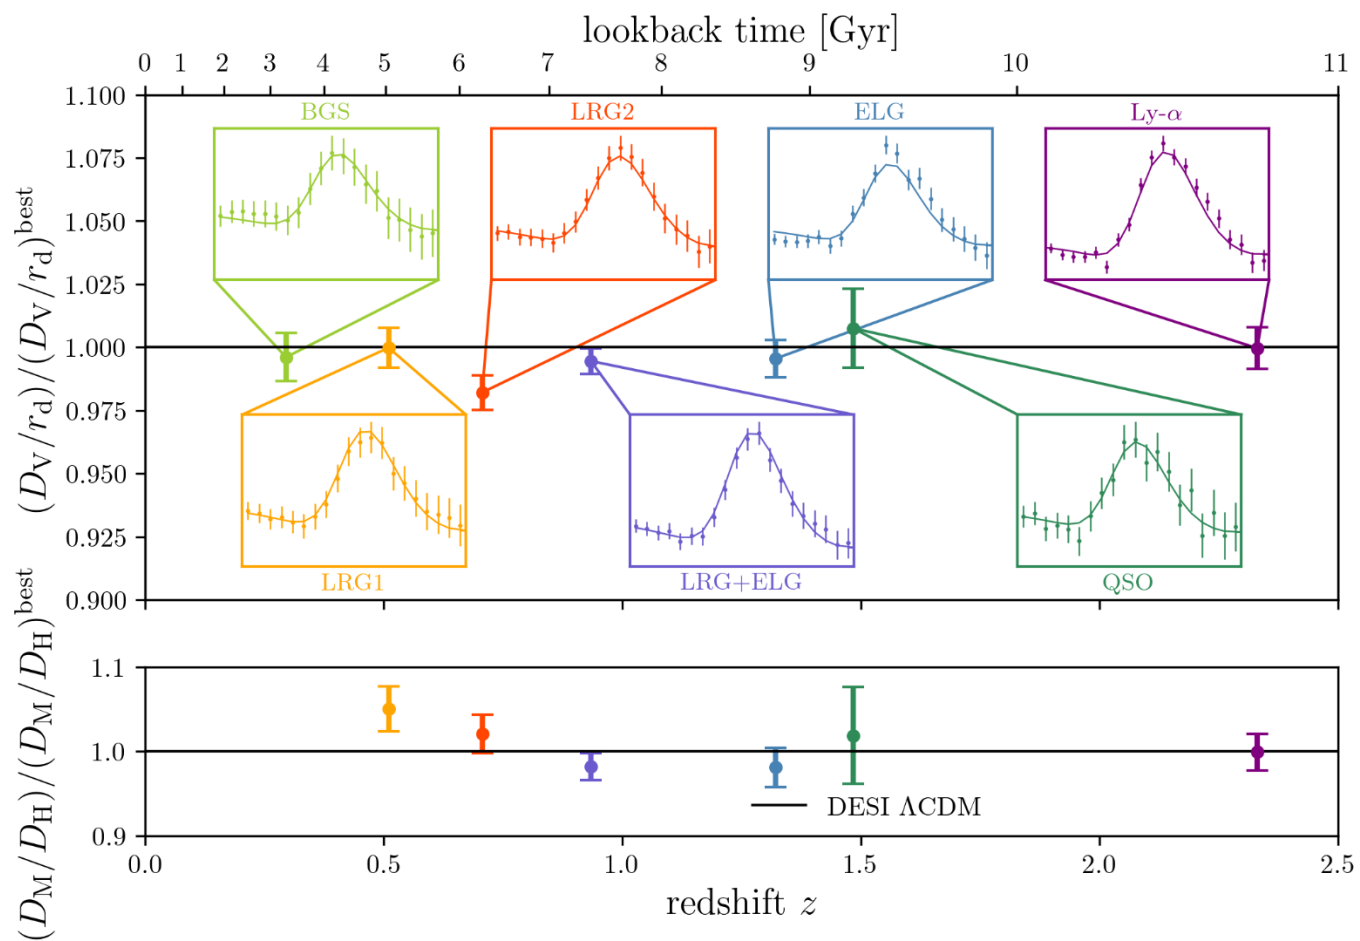 lookback time [Gyr]
0 1 2 3 4 5 6 7 8 9 10 11
(D_V/r_d)/(D_V/r_d)^best
1.100
1.075
1.050
1.025
1.000
0.975
0.950
0.925
0.900
BGS LRG2 ELG Ly-α
LRG1 LRG+ELG QSO
(D_M/D_H)/(D_M/D_H)^best
1.1
1.0
0.9
DESI ΛCDM
0.0 0.5 1.0 1.5 2.0 2.5
redshift z